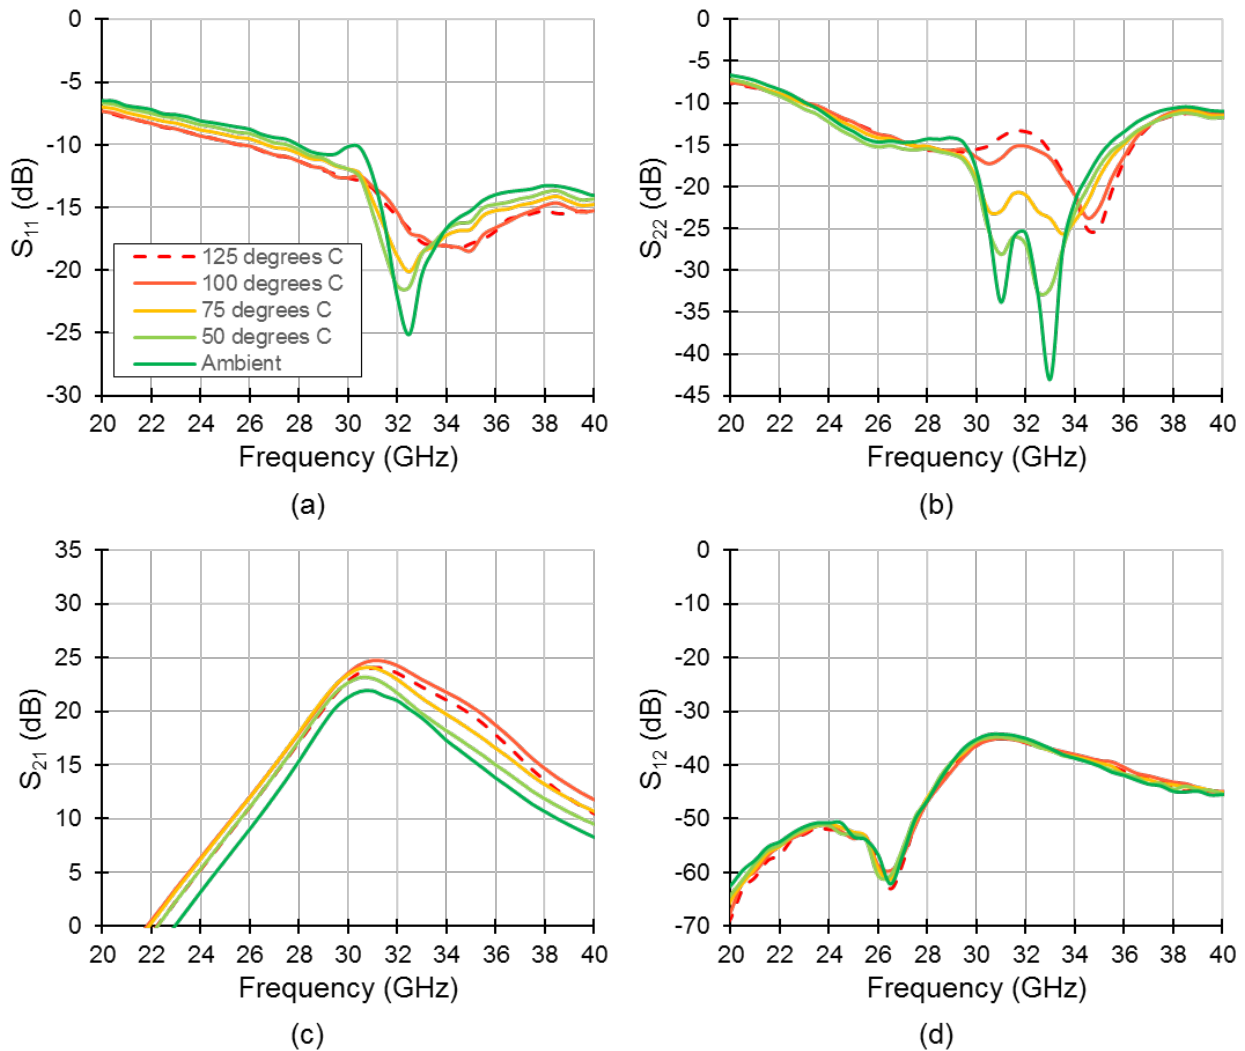 0
-5
-10
-15
-20
-25
-30
S11 (dB)
125 degrees C
100 degrees C
75 degrees C
50 degrees C
Ambient
20 22 24 26 28 30 32 34 36 38 40
Frequency (GHz)
(a)
0
-5
-10
-15
-20
-25
-30
-35
-40
-45
S22 (dB)
20 22 24 26 28 30 32 34 36 38 40
Frequency (GHz)
(b)
35
30
25
20
15
10
5
0
S21 (dB)
20 22 24 26 28 30 32 34 36 38 40
Frequency (GHz)
(c)
0
-10
-20
-30
-40
-50
-60
-70
S12 (dB)
20 22 24 26 28 30 32 34 36 38 40
Frequency (GHz)
(d)